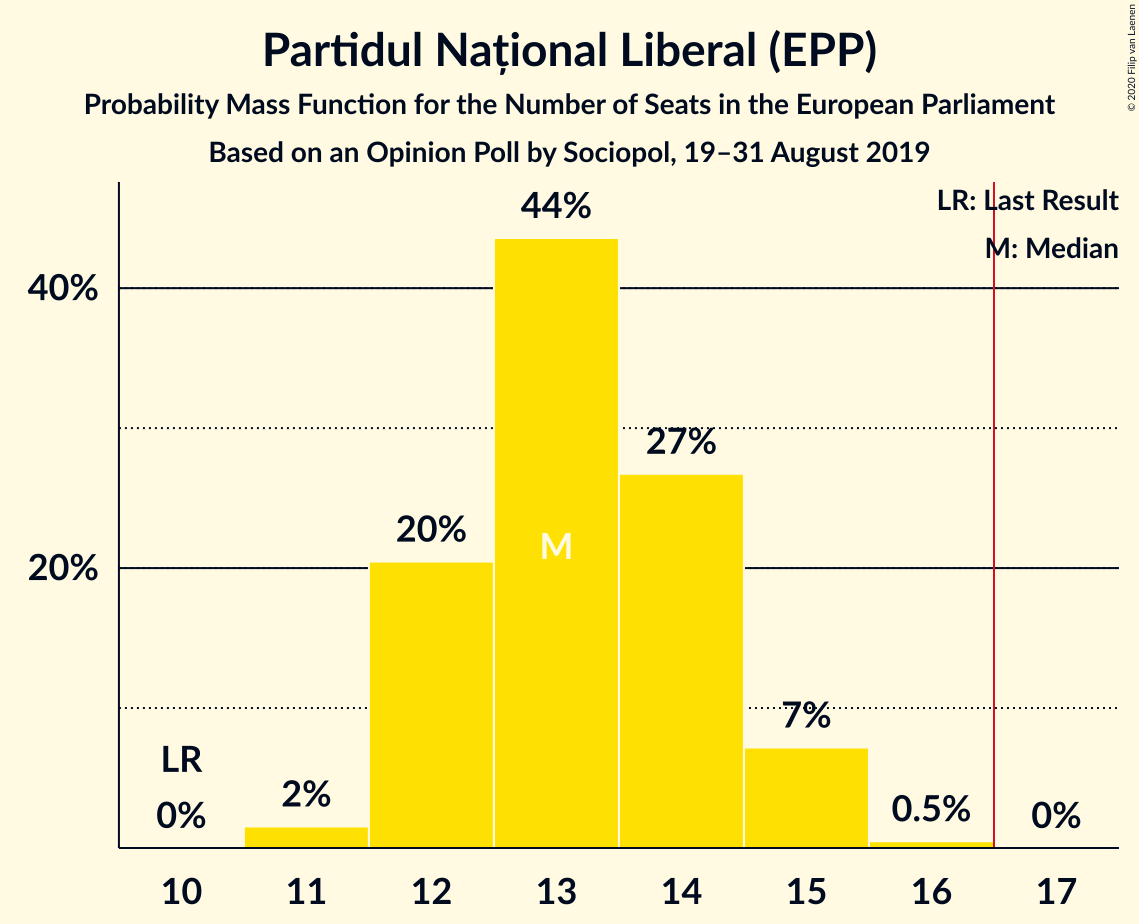 Partidul Național Liberal (EPP)
Probability Mass Function for the Number of Seats in the European Parliament
Based on an Opinion Poll by Sociopol, 19–31 August 2019
© 2020 Filip van Laenen
LR: Last Result
M: Median
40%
20%
LR
0%
2%
20%
44%
M
27%
7%
0.5%
0%
10 11 12 13 14 15 16 17